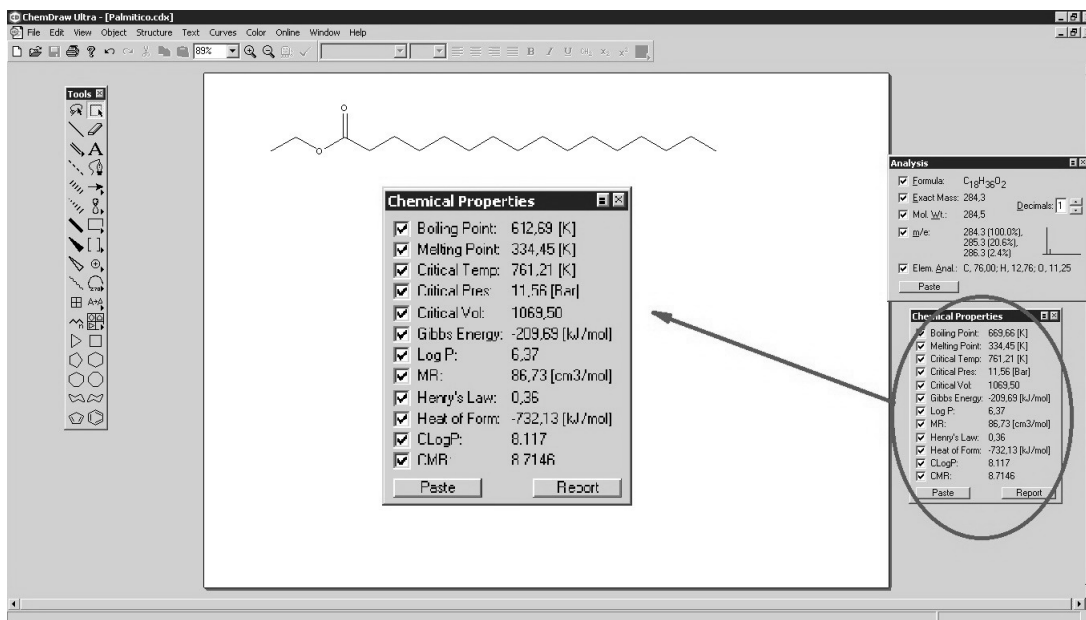 ChemDraw Ultra - [Palmitico.cdx]
File Edit View Object Structure Text Curves Color Online Window Help
89%
B I U CH₂ X₂ X²
Tools
A
O
O
Chemical Properties
Boiling Point: 612,69 [K]
Melting Point: 334,45 [K]
Critical Temp: 761,21 [K]
Critical Pres: 11,56 [Bar]
Critical Vol: 1069,50
Gibbs Energy: -209,69 [kJ/mol]
Log P: 6,37
MR: 86,73 [cm3/mol]
Henry's Law: 0,36
Heat of Form: -732,13 [kJ/mol]
CLogP: 8.117
CMR: 8.7146
Paste Report
Analysis
Formula: C₁₈H₃₆O₂
Exact Mass: 284,3
Decimals: 1
Mol. Wt.: 284,5
m/e: 284.3 (100.0%),
285.3 (20.6%),
286.3 (2.4%)
Elem. Anal.: C, 76,00; H, 12,76; O, 11,25
Paste
Chemical Properties
Boiling Point: 669,66 [K]
Melting Point: 334,45 [K]
Critical Temp: 761,21 [K]
Critical Pres: 11,56 [Bar]
Critical Vol: 1069,50
Gibbs Energy: -209,69 [kJ/mol]
Log P: 6,37
MR: 86,73 [cm3/mol]
Henry's Law: 0,36
Heat of Form: -732,13 [kJ/mol]
CLogP: 8.117
CMR: 8.7146
Paste Report